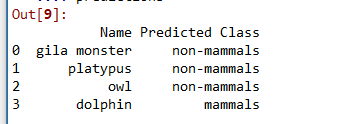 Out[9]:
Name Predicted Class
0 gila monster non-mammals
1 platypus non-mammals
2 owl non-mammals
3 dolphin mammals